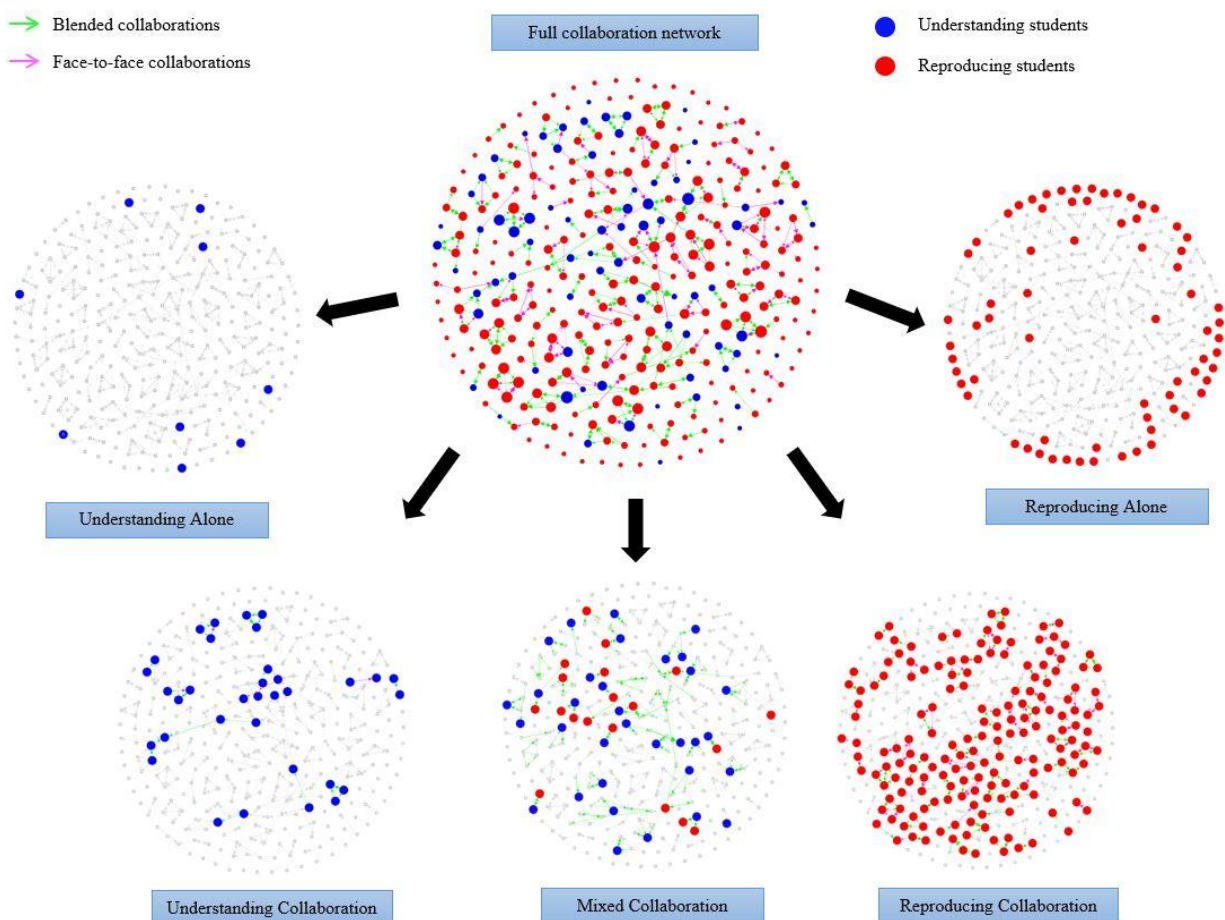 Blended collaborations
Face-to-face collaborations
Full collaboration network
Understanding students
Reproducing students
Understanding Alone
Reproducing Alone
Understanding Collaboration
Mixed Collaboration
Reproducing Collaboration